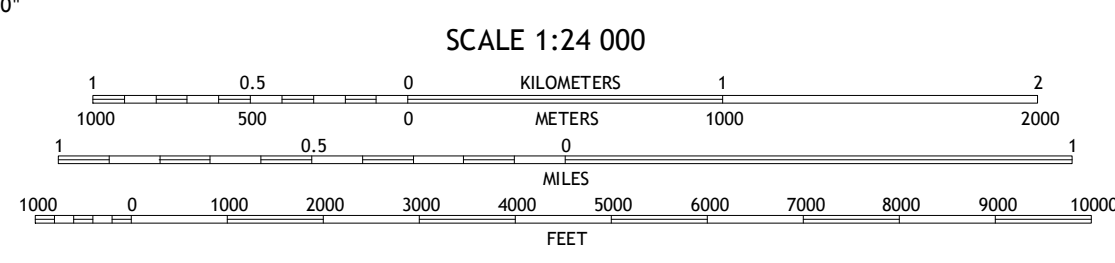 0"
SCALE 1:24 000
1 0.5 0 KILOMETERS 1 2
1000 500 0 METERS 1000 2000
1 0.5 0 1
MILES
1000 0 1000 2000 3000 4000 5000 6000 7000 8000 9000 10000
FEET